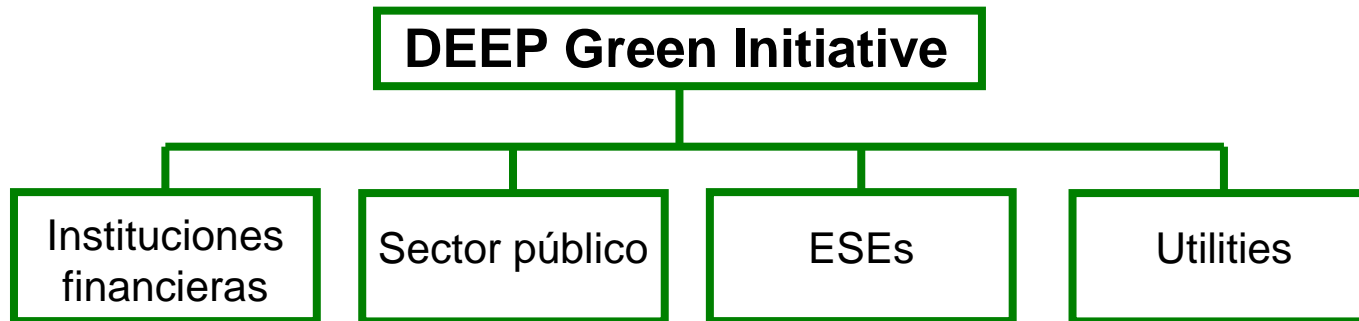 DEEP Green Initiative
Instituciones
financieras
Sector público
ESEs
Utilities